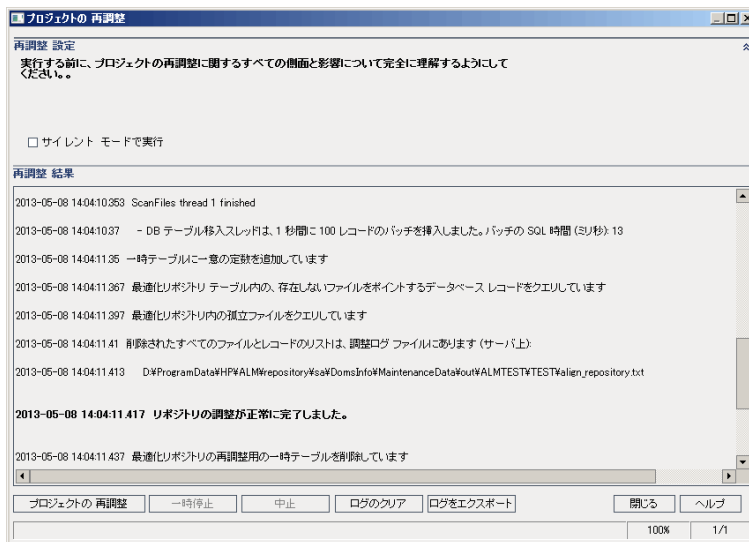 プロジェクトの 再調整
再調整 設定
実行する前に、プロジェクトの再調整に関するすべての側面と影響について完全に理解するようにして
ください。。
サイレント モードで実行
再調整 結果
2013-05-08 14:04:10.353 ScanFiles thread 1 finished
2013-05-08 14:04:10.37 - DB テーブル移入スレッドは、1 秒間に 100 レコードのバッチを挿入しました。バッチの SQL 時間 (ミリ秒): 13
2013-05-08 14:04:11.35 一時テーブルに一意の定数を追加しています
2013-05-08 14:04:11.367 最適化リポジトリ テーブル内の、存在しないファイルをポイントするデータベース レコードをクエリしています
2013-05-08 14:04:11.397 最適化リポジトリ内の孤立ファイルをクエリしています
2013-05-08 14:04:11.41 削除されたすべてのファイルとレコードのリストは、調整ログ ファイルにあります (サーバ上):
2013-05-08 14:04:11.413 D:¥ProgramData¥HP¥ALM¥repository¥sa¥DomsInfo¥MaintenanceData¥out¥ALMTEST¥TEST¥align_repository.txt
2013-05-08 14:04:11.417 リポジトリの調整が正常に完了しました。
2013-05-08 14:04:11.437 最適化リポジトリの再調整用の一時テーブルを削除しています
プロジェクトの 再調整 一時停止 中止 ログのクリア ログをエクスポート 閉じる ヘルプ
100% 1/1